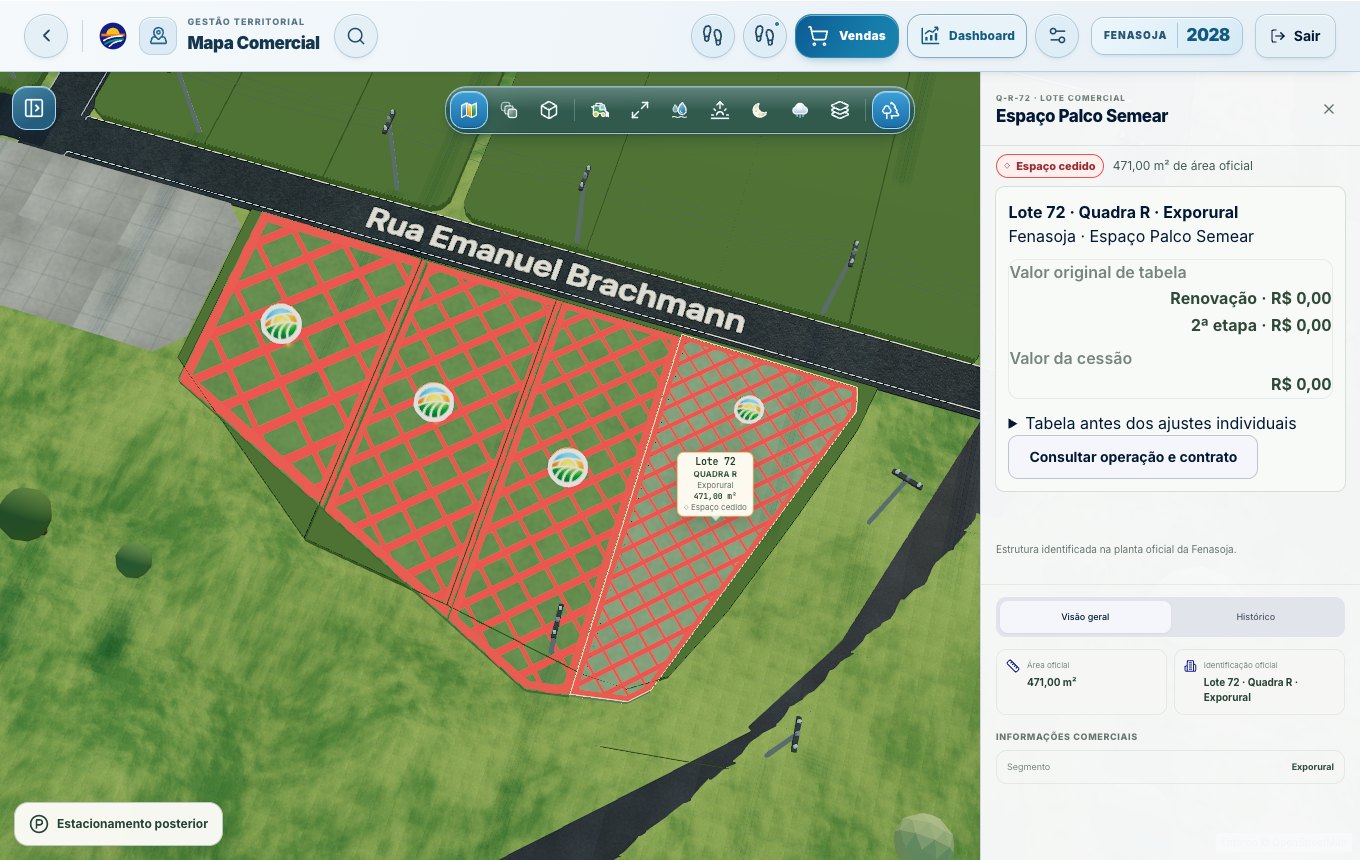 GESTÃO TERRITORIAL
Mapa Comercial
Vendas
Dashboard
FENASOJA 2028
Sair
Rua Emanuel Brachmann
Lote 72
QUADRA R
Exporural
471,00 m²
◇ Espaço cedido
Estacionamento posterior
Q-R-72 · LOTE COMERCIAL
Espaço Palco Semear
◇ Espaço cedido 471,00 m² de área oficial
Lote 72 · Quadra R · Exporural
Fenasoja · Espaço Palco Semear
Valor original de tabela
Renovação · R$ 0,00
2ª etapa · R$ 0,00
Valor da cessão
R$ 0,00
▶ Tabela antes dos ajustes individuais
Consultar operação e contrato
Estrutura identificada na planta oficial da Fenasoja.
Visão geral Histórico
Área oficial
471,00 m²
Identificação oficial
Lote 72 · Quadra R ·
Exporural
INFORMAÇÕES COMERCIAIS
Segmento Exporural